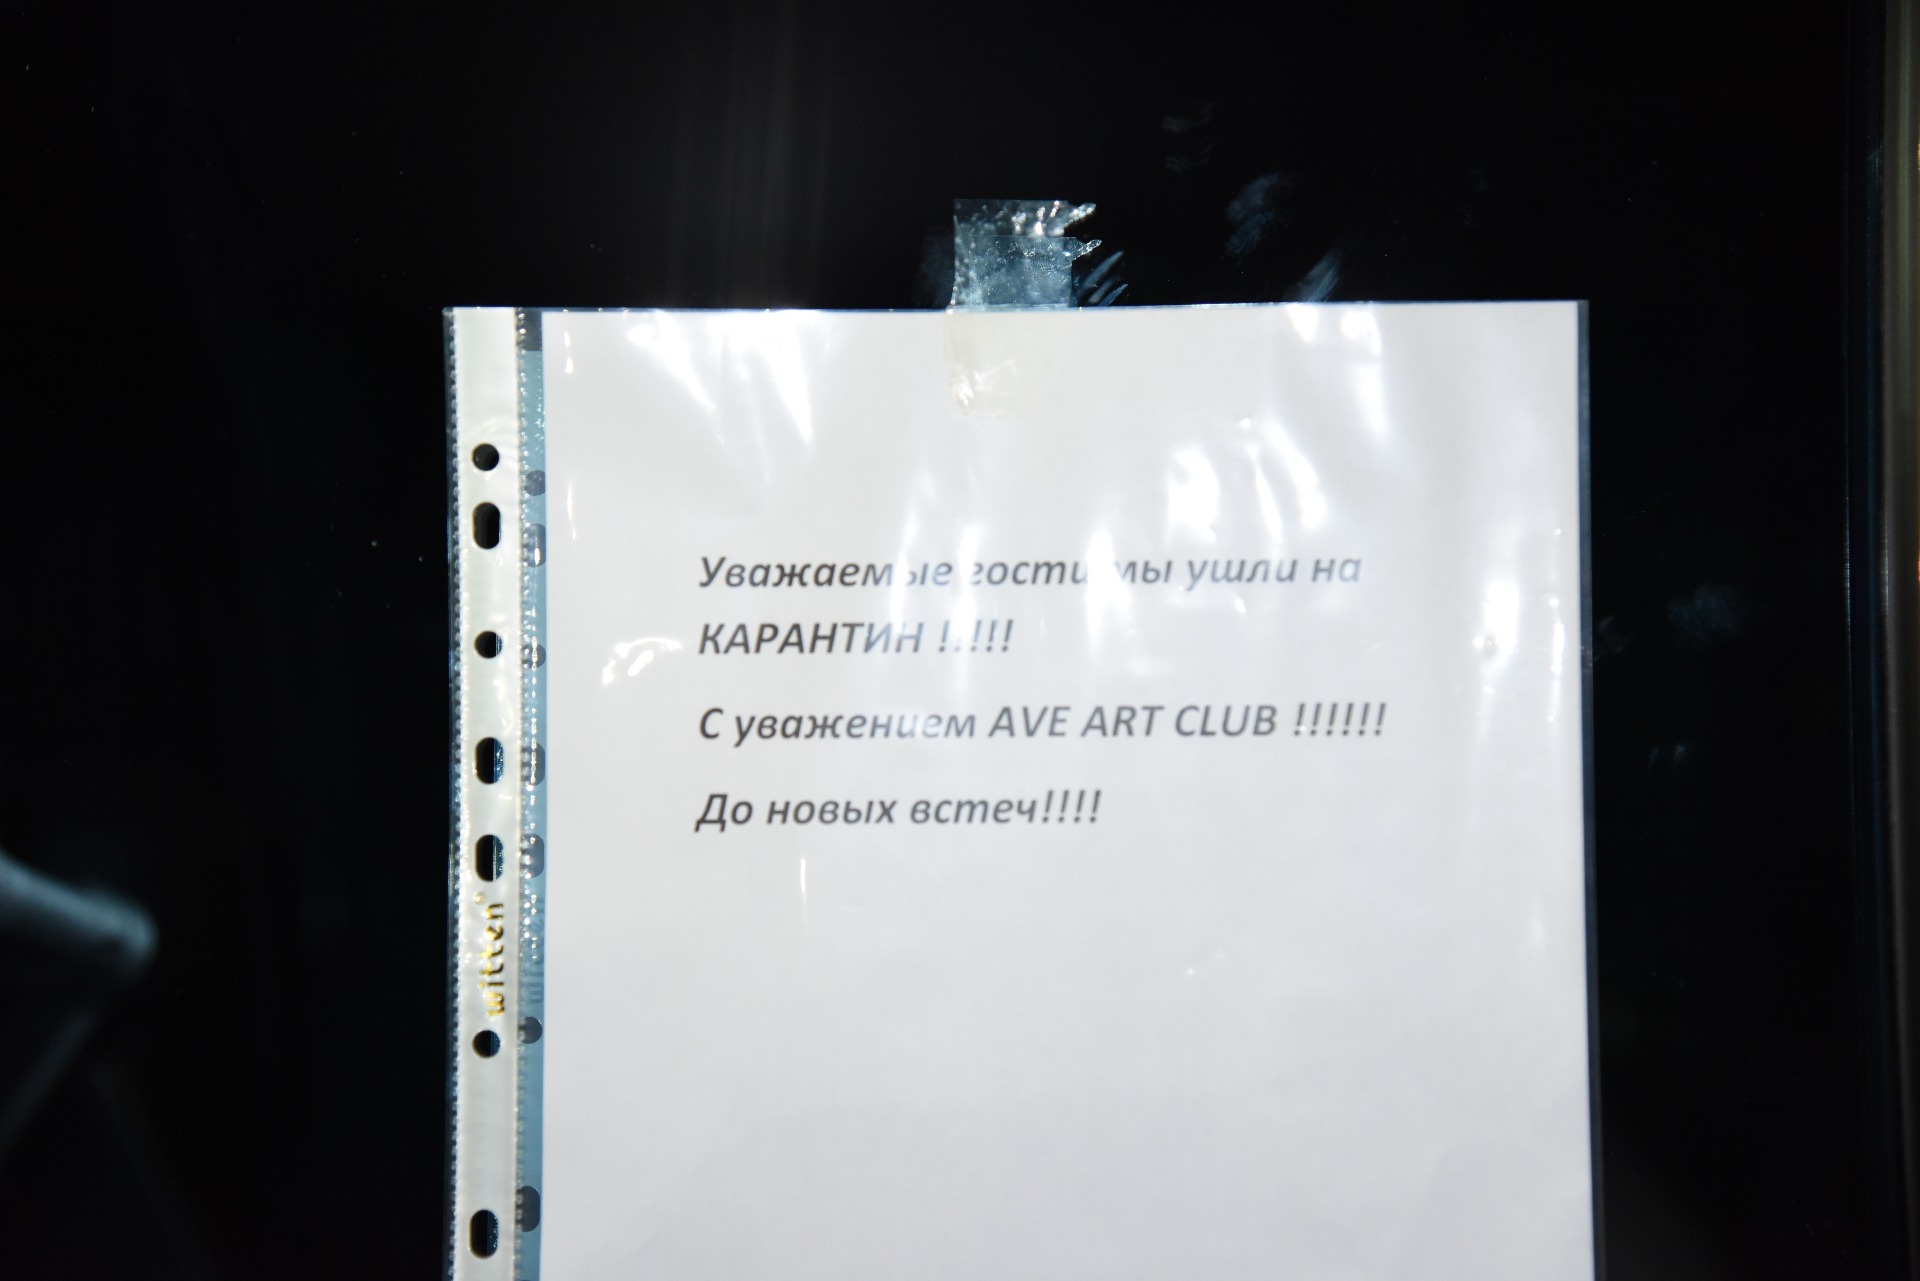 Уважаемые гости мы ушли на
КАРАНТИН !!!!!
С уважением AVE ART CLUB !!!!!!
До новых встеч!!!!
witten®